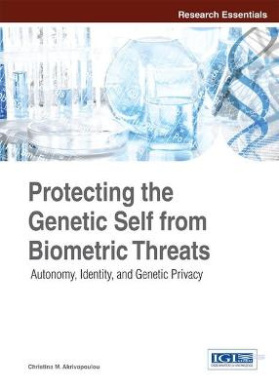 Research Essentials
Protecting the
Genetic Self from
Biometric Threats
Autonomy, Identity, and Genetic Privacy
Christina M. Akrivopoulou
IGI